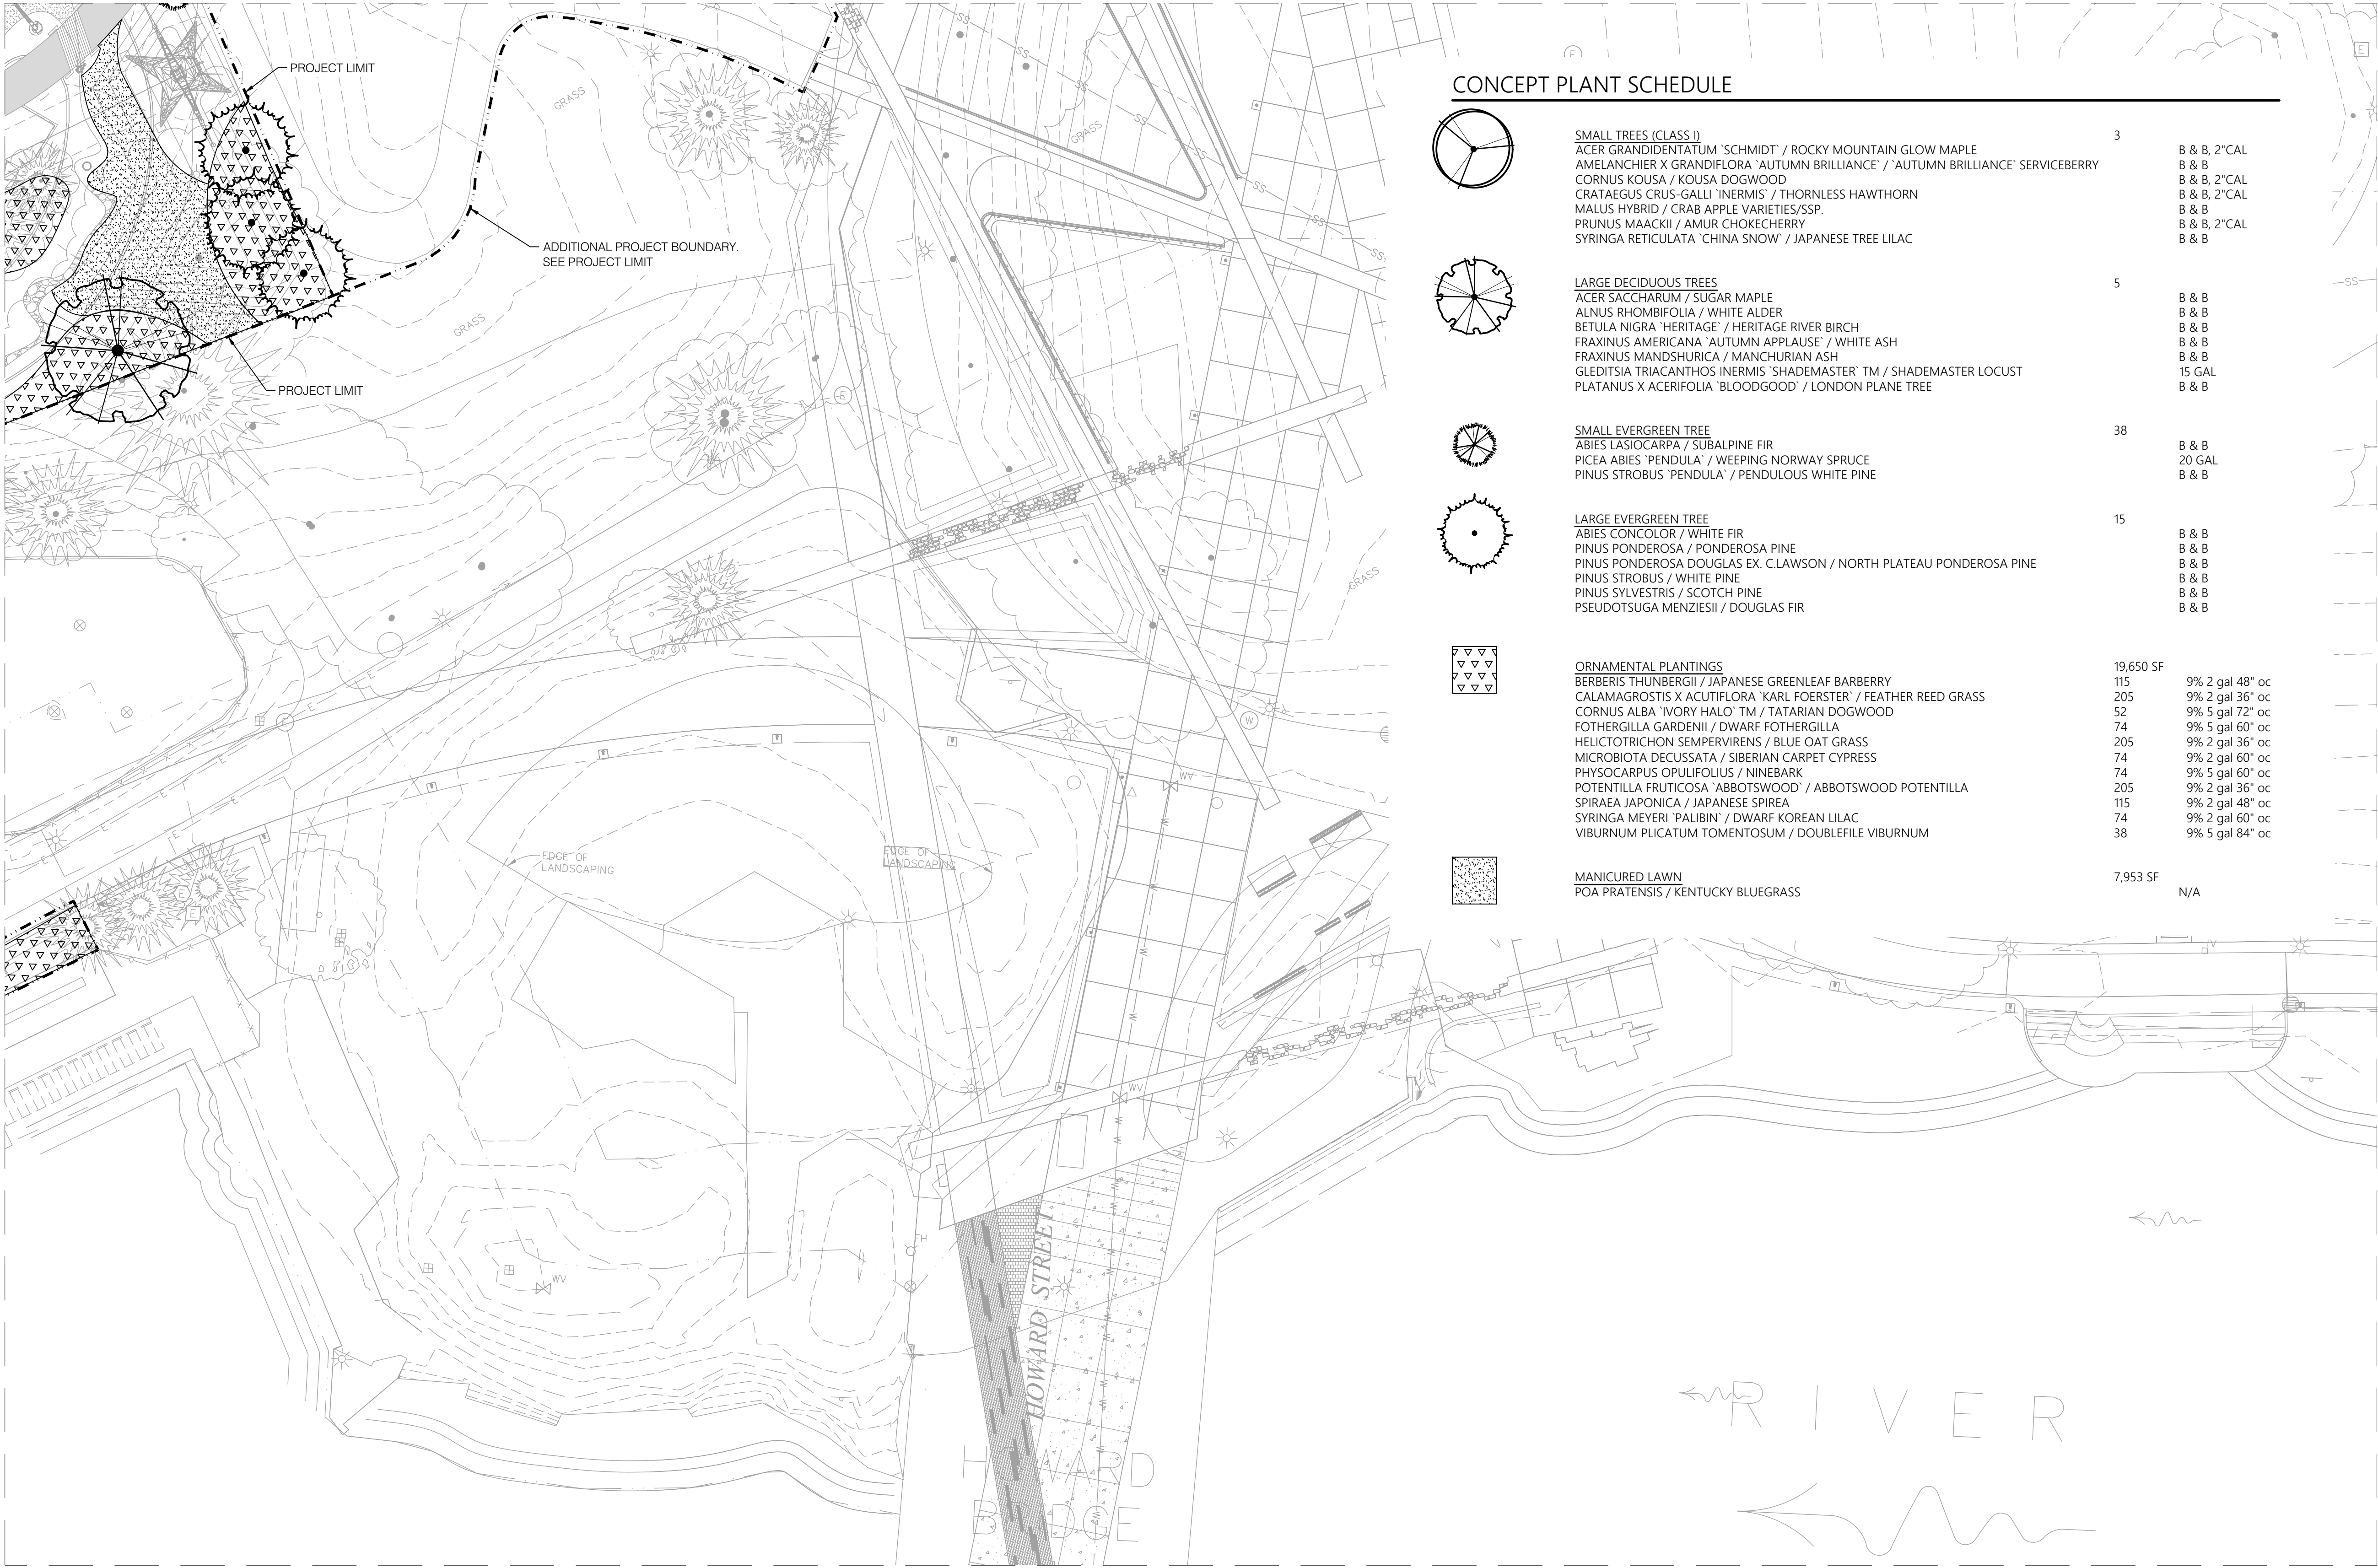 PROJECT LIMIT
GRASS
ADDITIONAL PROJECT BOUNDARY.
SEE PROJECT LIMIT
GRASS
PROJECT LIMIT
SS
SS
SS
SS
SS
SS
SS
GRASS
GRASS
E
E
SS
CONCEPT PLANT SCHEDULE
SMALL TREES (CLASS I) 3
ACER GRANDIDENTATUM `SCHMIDT` / ROCKY MOUNTAIN GLOW MAPLE B & B, 2"CAL
AMELANCHIER X GRANDIFLORA `AUTUMN BRILLIANCE` / `AUTUMN BRILLIANCE` SERVICEBERRY B & B
CORNUS KOUSA / KOUSA DOGWOOD B & B, 2"CAL
CRATAEGUS CRUS-GALLI `INERMIS` / THORNLESS HAWTHORN B & B, 2"CAL
MALUS HYBRID / CRAB APPLE VARIETIES/SSP. B & B
PRUNUS MAACKII / AMUR CHOKECHERRY B & B, 2"CAL
SYRINGA RETICULATA `CHINA SNOW` / JAPANESE TREE LILAC B & B
LARGE DECIDUOUS TREES 5
ACER SACCHARUM / SUGAR MAPLE B & B
ALNUS RHOMBIFOLIA / WHITE ALDER B & B
BETULA NIGRA `HERITAGE` / HERITAGE RIVER BIRCH B & B
FRAXINUS AMERICANA `AUTUMN APPLAUSE` / WHITE ASH B & B
FRAXINUS MANDSHURICA / MANCHURIAN ASH B & B
GLEDITSIA TRIACANTHOS INERMIS `SHADEMASTER` TM / SHADEMASTER LOCUST 15 GAL
PLATANUS X ACERIFOLIA `BLOODGOOD` / LONDON PLANE TREE B & B
SMALL EVERGREEN TREE 38
ABIES LASIOCARPA / SUBALPINE FIR B & B
PICEA ABIES `PENDULA` / WEEPING NORWAY SPRUCE 20 GAL
PINUS STROBUS `PENDULA` / PENDULOUS WHITE PINE B & B
LARGE EVERGREEN TREE 15
ABIES CONCOLOR / WHITE FIR B & B
PINUS PONDEROSA / PONDEROSA PINE B & B
PINUS PONDEROSA DOUGLAS EX. C.LAWSON / NORTH PLATEAU PONDEROSA PINE B & B
PINUS STROBUS / WHITE PINE B & B
PINUS SYLVESTRIS / SCOTCH PINE B & B
PSEUDOTSUGA MENZIESII / DOUGLAS FIR B & B
ORNAMENTAL PLANTINGS 19,650 SF
BERBERIS THUNBERGII / JAPANESE GREENLEAF BARBERRY 115 9% 2 gal 48" oc
CALAMAGROSTIS X ACUTIFLORA `KARL FOERSTER` / FEATHER REED GRASS 205 9% 2 gal 36" oc
CORNUS ALBA `IVORY HALO` TM / TATARIAN DOGWOOD 52 9% 5 gal 72" oc
FOTHERGILLA GARDENII / DWARF FOTHERGILLA 74 9% 5 gal 60" oc
HELICTOTRICHON SEMPERVIRENS / BLUE OAT GRASS 205 9% 2 gal 36" oc
MICROBIOTA DECUSSATA / SIBERIAN CARPET CYPRESS 74 9% 2 gal 60" oc
PHYSOCARPUS OPULIFOLIUS / NINEBARK 74 9% 5 gal 60" oc
POTENTILLA FRUTICOSA `ABBOTSWOOD` / ABBOTSWOOD POTENTILLA 205 9% 2 gal 36" oc
SPIRAEA JAPONICA / JAPANESE SPIREA 115 9% 2 gal 48" oc
SYRINGA MEYERI `PALIBIN` / DWARF KOREAN LILAC 74 9% 2 gal 60" oc
VIBURNUM PLICATUM TOMENTOSUM / DOUBLEFILE VIBURNUM 38 9% 5 gal 84" oc
MANICURED LAWN 7,953 SF
POA PRATENSIS / KENTUCKY BLUEGRASS N/A
E
E
W
WV
EDGE OF
LANDSCAPING
EDGE OF
LANDSCAPING
E
E
W
W
W
W
WV
FH
WV
HOWARD STREET
RIVER